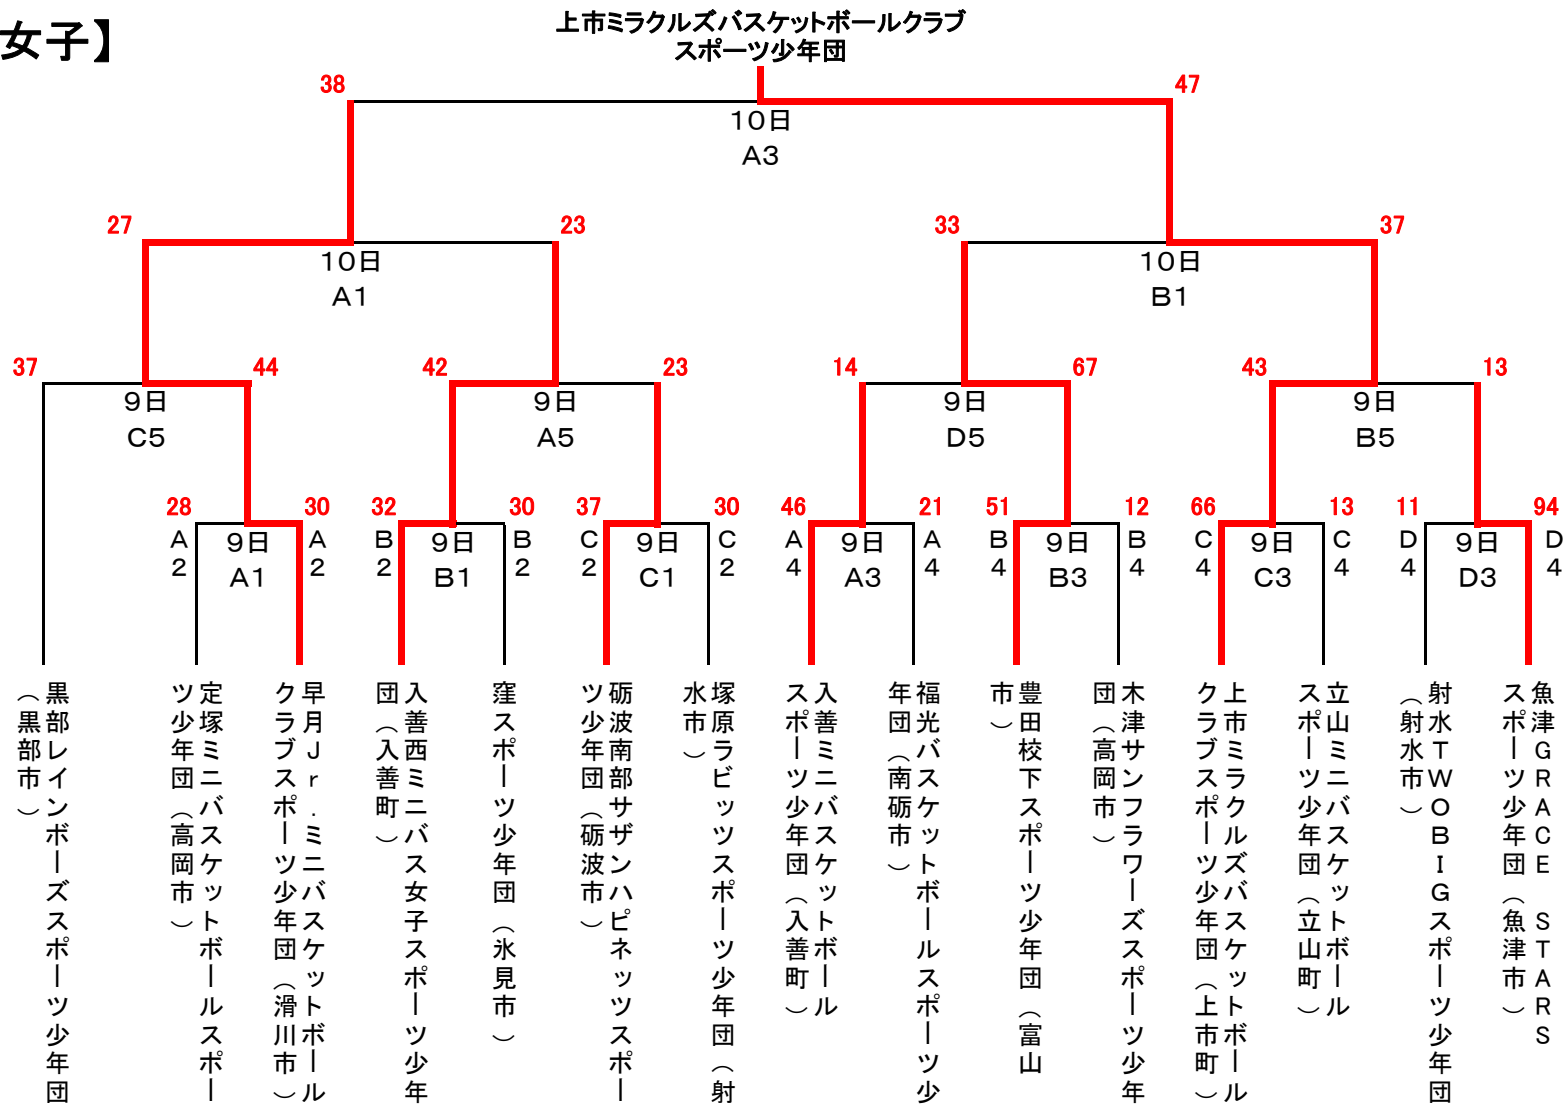 女子】
上市ミラクルズバスケットボールクラブ
スポーツ少年団
38
47
10日
A3
27
23
33
37
10日
A1
10日
B1
37
44
42
23
14
67
43
13
9日
C5
9日
A5
9日
D5
9日
B5
28
30
32
30
37
30
46
21
51
12
66
13
11
94
A2
9日
A1
A2
B2
9日
B1
B2
C2
9日
C1
C2
A4
9日
A3
A4
B4
9日
B3
B4
C4
9日
C3
C4
D4
9日
D3
D4
黒部レインボーズスポーツ少年団
(黒部市)
定塚ミニバスケットボールスポー
ツ少年団(高岡市)
早月Jr.ミニバスケットボール
クラブスポーツ少年団(滑川市)
入善西ミニバス女子スポーツ少年
団(入善町)
窪スポーツ少年団(氷見市)
砺波南部サザンハピネッツスポー
ツ少年団(砺波市)
塚原ラビッツスポーツ少年団(射
水市)
入善ミニバスケットボール
スポーツ少年団(入善町)
福光バスケットボールスポーツ少
年団(南砺市)
豊田校下スポーツ少年団(富山
市)
木津サンフラワーズスポーツ少年
団(高岡市)
上市ミラクルズバスケットボール
クラブスポーツ少年団(上市町)
立山ミニバスケットボール
スポーツ少年団(立山町)
射水TWOBIGスポーツ少年団
(射水市)
魚津GRACE STARS
スポーツ少年団(魚津市)